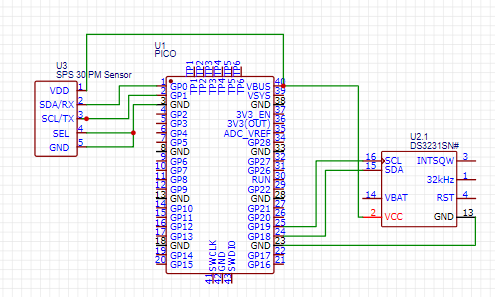 U3
SPS 30 PM Sensor
VDD 1
SDA/RX 2
SCL/TX 3
SEL 4
GND 5
U1
PICO
TP1 TP2 TP3 TP4 TP5 TP6
TP1 TP2 TP3 TP4 TP5 TP6
1 GP0 VBUS 40
2 GP1 VSYS 39
3 GND GND 38
4 GP2 3V3_EN 37
5 GP3 3V3(OUT) 36
6 GP4 ADC_VREF 35
7 GP5 GP28 34
8 GND GND 33
9 GP6 GP27 32
10 GP7 GP26 31
11 GP8 RUN 30
12 GP9 GP22 29
13 GND GND 28
14 GP10 GP21 27
15 GP11 GP20 26
16 GP12 GP19 25
17 GP13 GP18 24
18 GND GND 23
19 GP14 GP17 22
20 GP15 GP16 21
SWCLK GND SWDIO
41 42 43
U2.1
DS3231SN#
16 SCL INTSQW 3
15 SDA
32kHz 1
14 VBAT RST 4
2 VCC GND 13